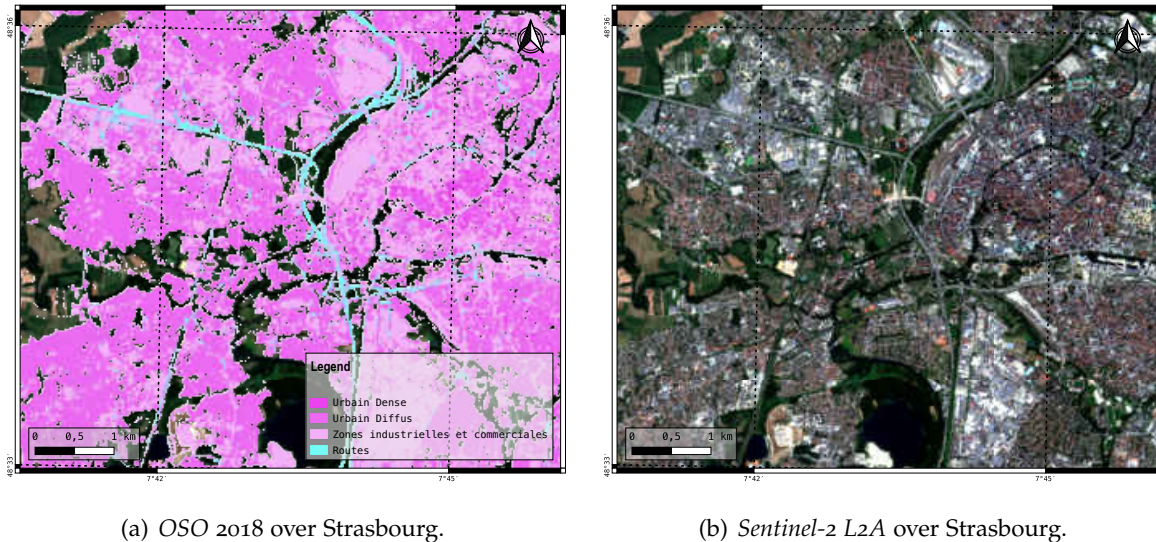 48°36'
48°33'
7°42'
7°45'
Legend
Urbain Dense
Urbain Diffus
Zones industrielles et commerciales
Routes
0 0,5 1 km
(a) OSO 2018 over Strasbourg.
48°36'
48°33'
7°42'
7°45'
0 0,5 1 km
(b) Sentinel-2 L2A over Strasbourg.